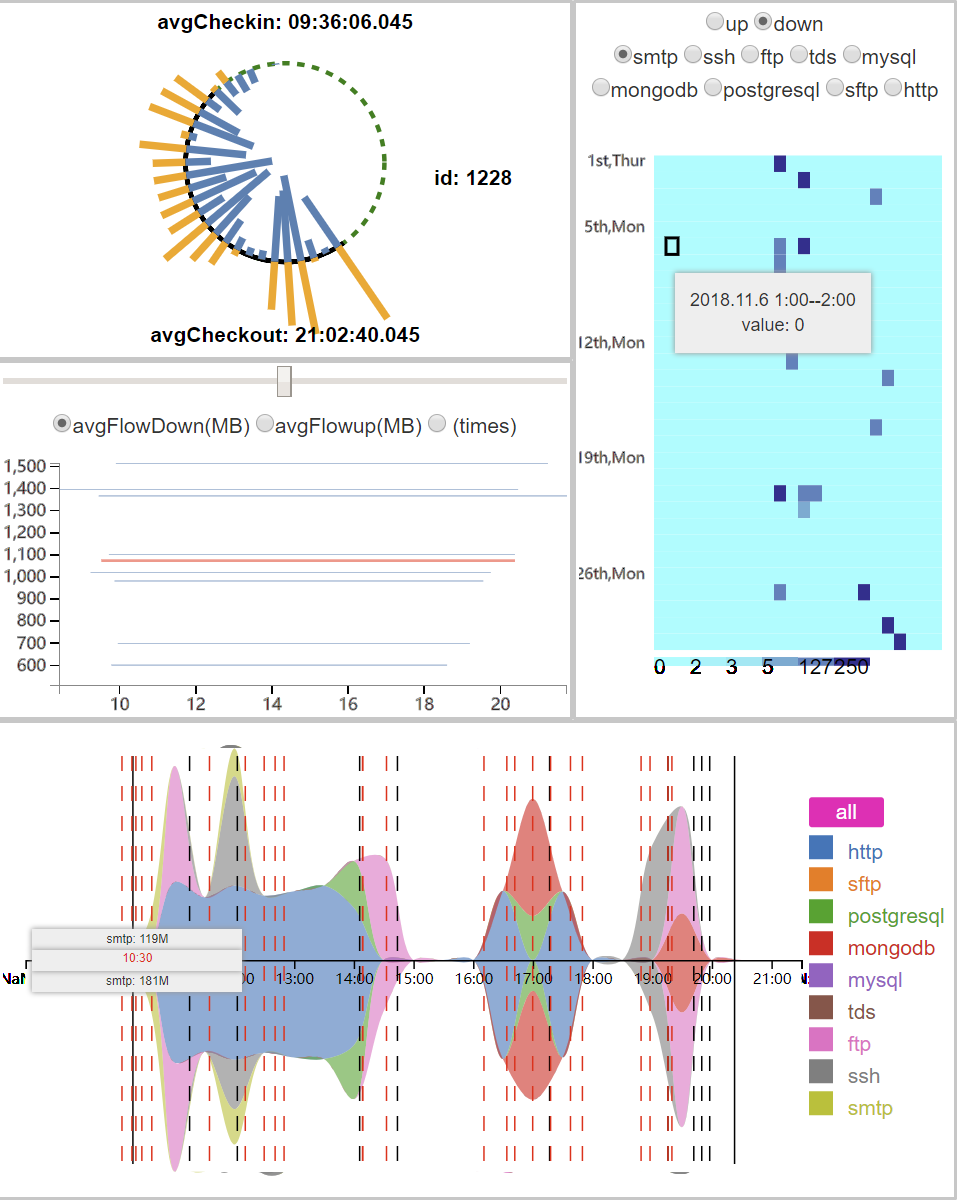 avgCheckin: 09:36:06.045
id: 1228
avgCheckout: 21:02:40.045
up down
smtp ssh ftp tds mysql
mongodb postgresql sftp http
1st,Thur
5th,Mon
2018.11.6 1:00--2:00
value: 0
12th,Mon
19th,Mon
26th,Mon
0 2 3 5 127 250
avgFlowDown(MB) avgFlowup(MB) (times)
1,500
1,400
1,300
1,200
1,100
1,000
900
800
700
600
10 12 14 16 18 20
all
http
sftp
postgresql
mongodb
mysql
tds
ftp
ssh
smtp
smtp: 119M
10:30
smtp: 181M
13:00 14:00 15:00 16:00 17:00 18:00 19:00 20:00 21:00